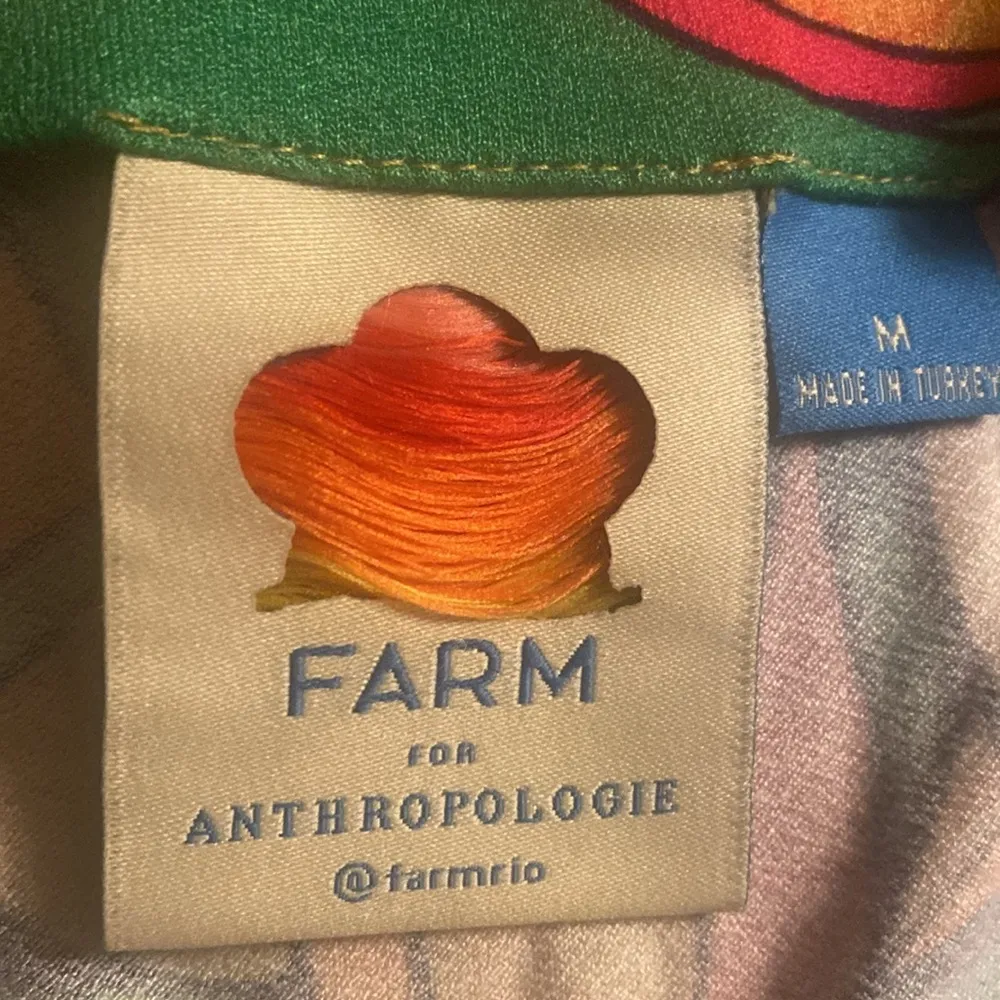 FARM
FOR
ANTHROPOLOGIE
@farmrio
M
MADE IN TURKEY